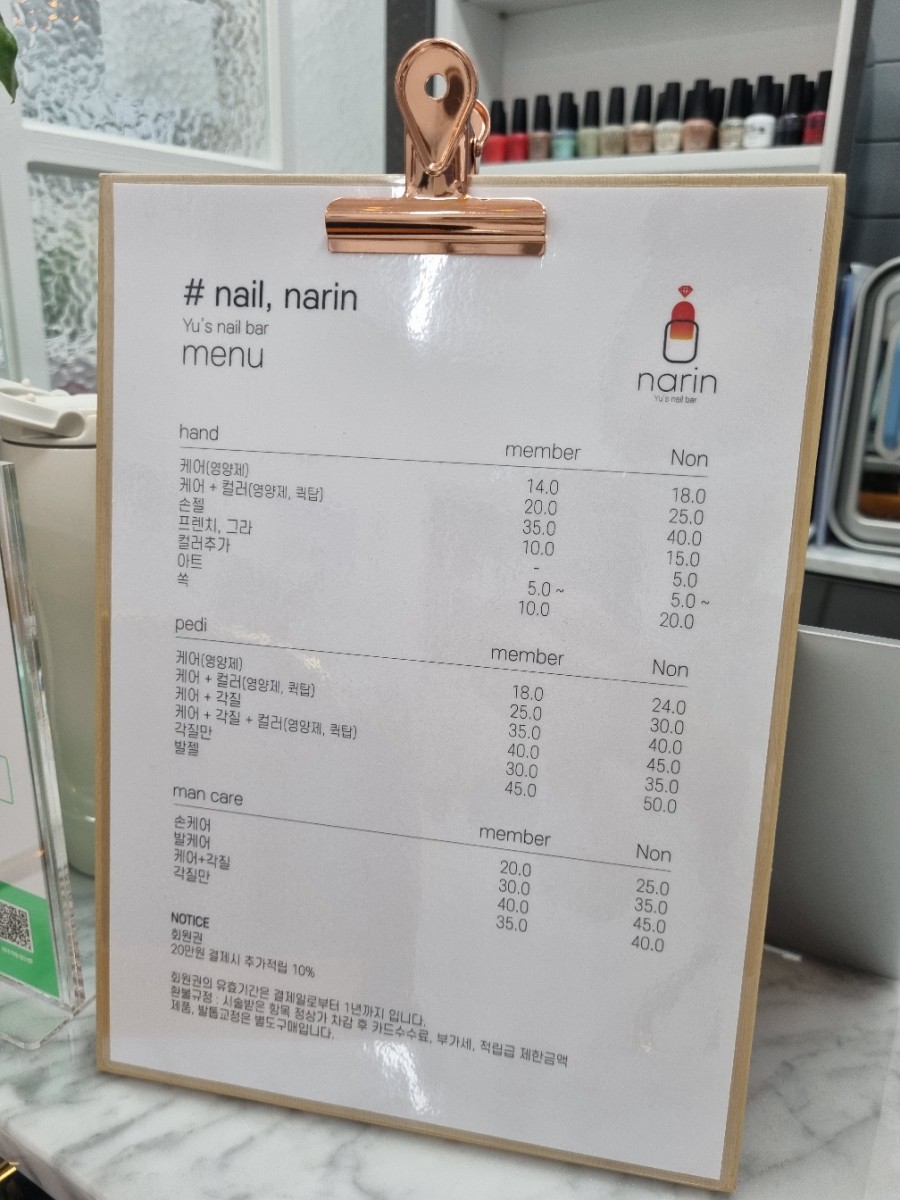 # nail, narin
Yu's nail bar
menu
narin
Yu's nail bar
hand member Non
케어(영양제) 14.0 18.0
케어 + 컬러(영양제, 퀵탑) 20.0 25.0
손젤 35.0 40.0
프렌치, 그라 10.0 15.0
컬러추가 - 5.0
아트 5.0 ~ 5.0 ~
쏙 10.0 20.0
pedi member Non
케어(영양제) 18.0 24.0
케어 + 컬러(영양제, 퀵탑) 25.0 30.0
케어 + 각질 35.0 40.0
케어 + 각질 + 컬러(영양제, 퀵탑) 40.0 45.0
각질만 30.0 35.0
발젤 45.0 50.0
man care member Non
손케어 20.0 25.0
발케어 30.0 35.0
케어+각질 40.0 45.0
각질만 35.0 40.0
NOTICE
회원권
20만원 결제시 추가적립 10%
회원권의 유효기간은 결제일로부터 1년까지 입니다.
환불규정 : 시술받은 항목 정상가 차감 후 카드수수료, 부가세, 적립급 제한금액
제품, 발톱교정은 별도구매입니다.